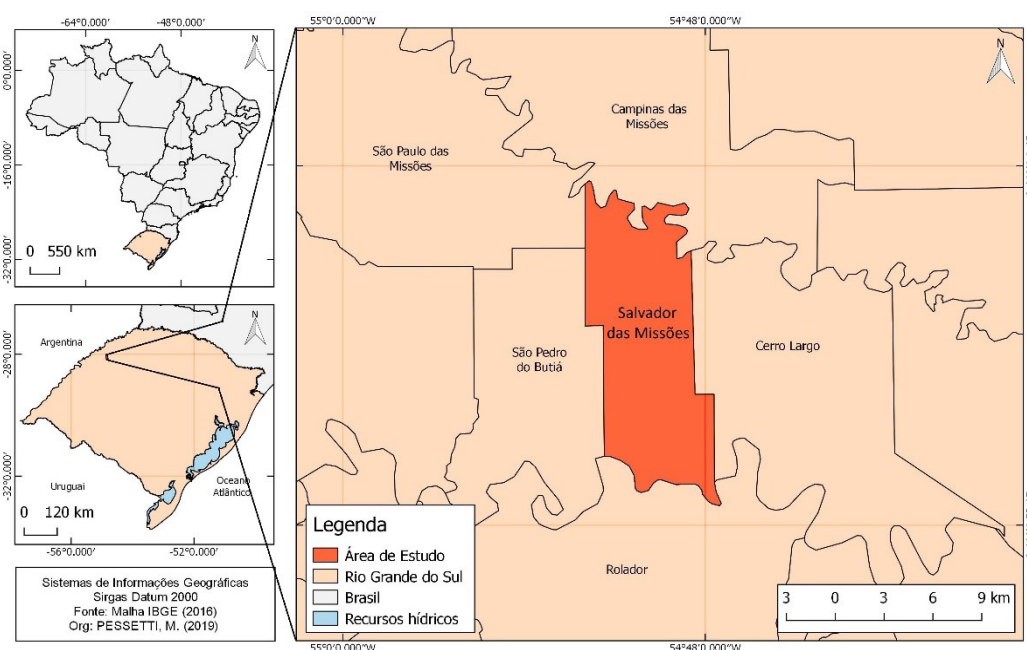 -64°0.000' -48°0.000'
N
0°0.000'
-16°0.000'
-32°0.000'
0 550 km
N
Argentina
-28°0.000'
Uruguai
Oceano
Atlântico
-32°0.000'
0 120 km
-56°0.000' -52°0.000'
Sistemas de Informações Geográficas
Sirgas Datum 2000
Fonte: Malha IBGE (2016)
Org: PESSETTI, M. (2019)
55°0'0.000"W 54°48'0.000"W
N
Campinas das
Missões
São Paulo das
Missões
Salvador
das Missões
São Pedro
do Butiá
Cerro Largo
Rolador
Legenda
Área de Estudo
Rio Grande do Sul
Brasil
Recursos hídricos
3 0 3 6 9 km
55°0'0.000"W 54°48'0.000"W